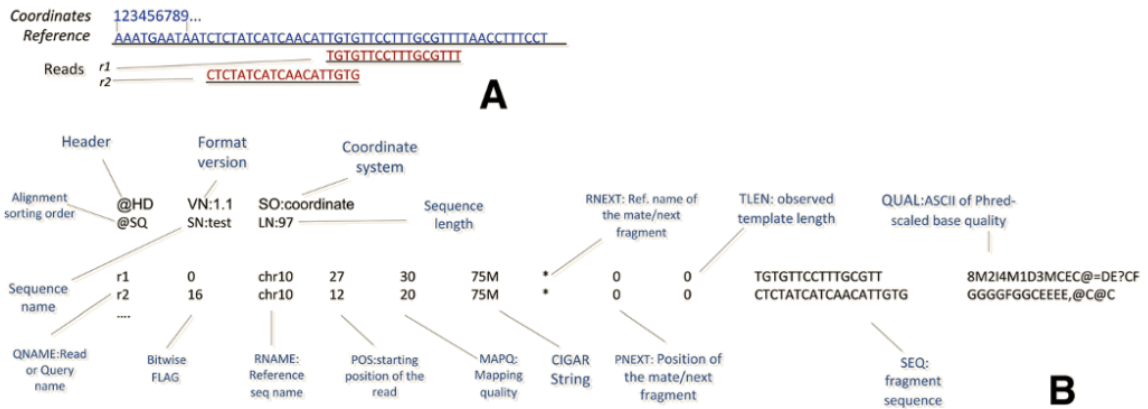 Coordinates 123456789...
Reference AAATGAATAATCTCTATCATCAACATTGTGTTCCTTTGCGTTTTAACCTTTCCT
Reads r1 TGTGTTCCTTTGCGTTT
r2 CTCTATCATCAACATTGTG
A
Header
Format
version
Coordinate
system
Alignment
sorting order
@HD VN:1.1 SO:coordinate
@SQ SN:test LN:97
Sequence
length
RNEXT: Ref. name of
the mate/next
fragment
TLEN: observed
template length
QUAL:ASCII of Phred-
scaled base quality
Sequence
name
r1 0 chr10 27 30 75M * 0 0 TGTGTTCCTTTGCGTT 8M2I4M1D3MCEC@=DE?CF
r2 16 chr10 12 20 75M * 0 0 CTCTATCATCAACATTGTG GGGGFGGCEEEE,@C@C
....
QNAME:Read
or Query
name
Bitwise
FLAG
RNAME:
Reference
seq name
POS:starting
position of the
read
MAPQ:
Mapping
quality
CIGAR
String
PNEXT: Position of
the mate/next
fragment
SEQ:
fragment
sequence
B